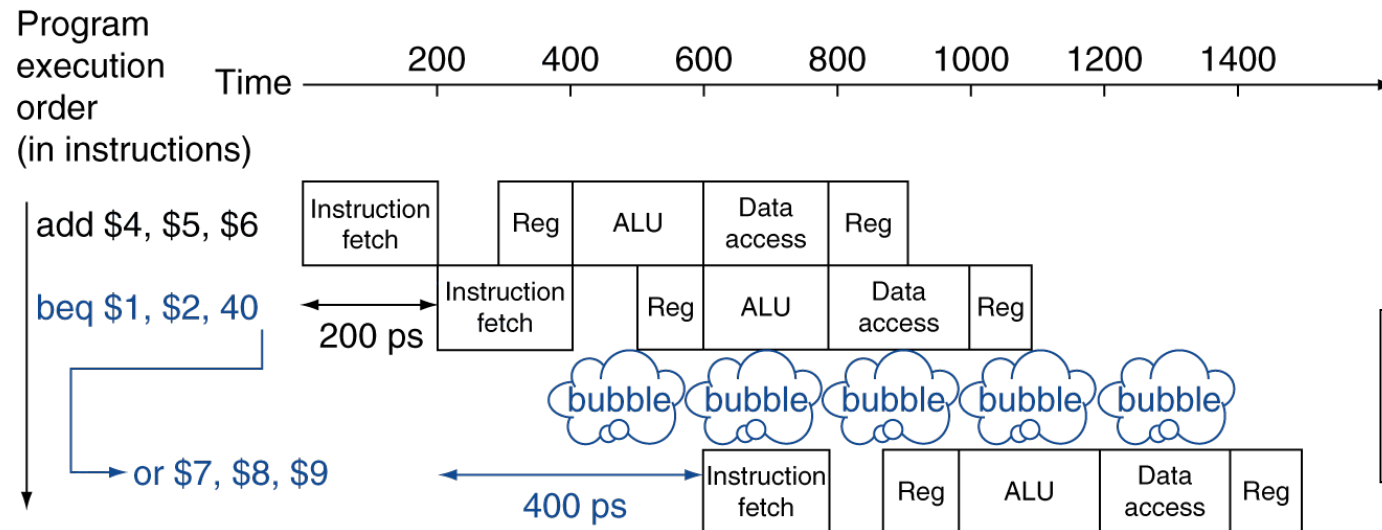 Program
execution
order
(in instructions)
Time
200 400 600 800 1000 1200 1400
add $4, $5, $6
Instruction
fetch
Reg
ALU
Data
access
Reg
beq $1, $2, 40
200 ps
Instruction
fetch
Reg
ALU
Data
access
Reg
bubble bubble bubble bubble bubble
or $7, $8, $9
400 ps
Instruction
fetch
Reg
ALU
Data
access
Reg